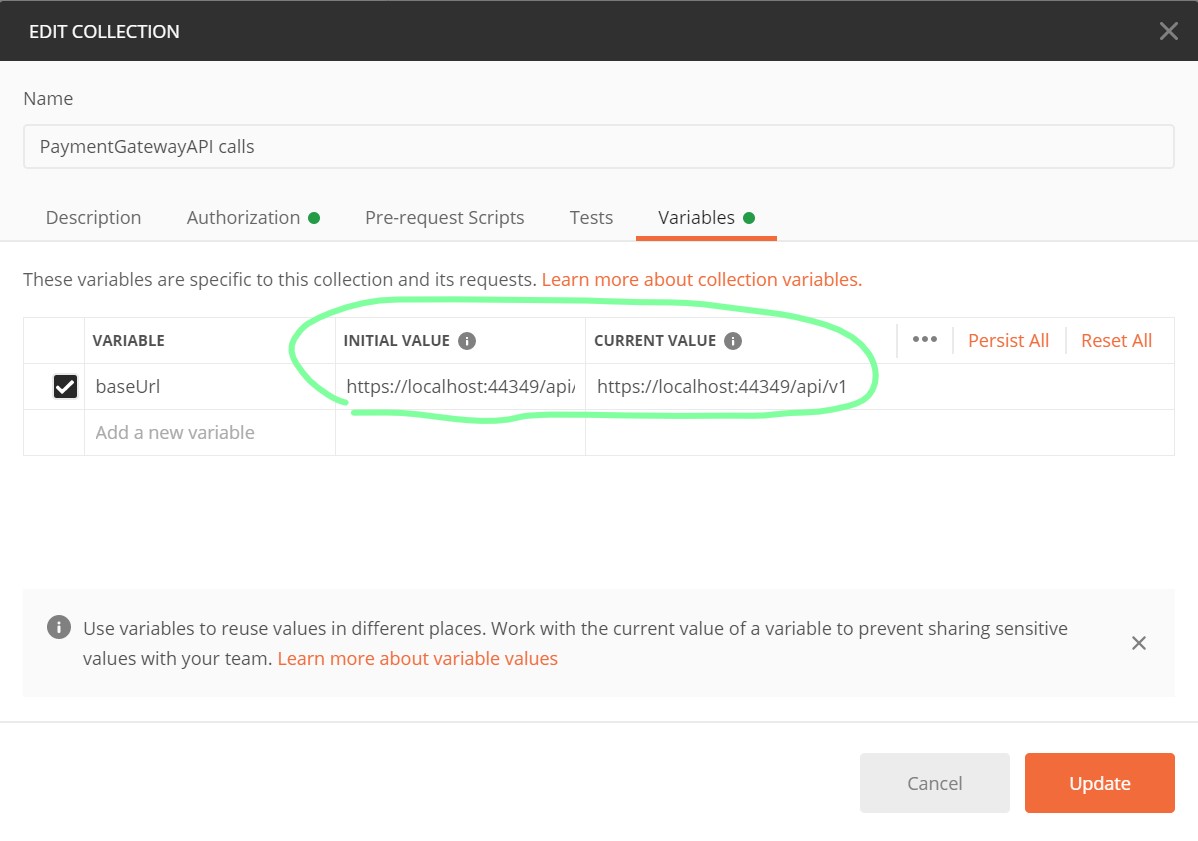 EDIT COLLECTION
Name
PaymentGatewayAPI calls
Description Authorization Pre-request Scripts Tests Variables
These variables are specific to this collection and its requests. Learn more about collection variables.
VARIABLE INITIAL VALUE CURRENT VALUE ••• Persist All Reset All
baseUrl https://localhost:44349/api/ https://localhost:44349/api/v1
Add a new variable
Use variables to reuse values in different places. Work with the current value of a variable to prevent sharing sensitive
values with your team. Learn more about variable values
Cancel Update